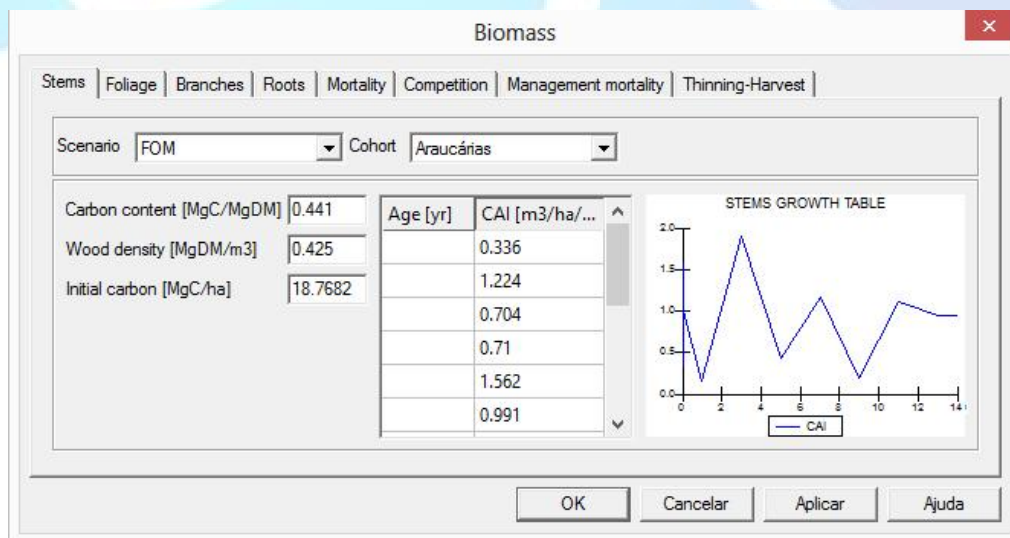 Biomass
Stems Foliage Branches Roots Mortality Competition Management mortality Thinning-Harvest
Scenario FOM Cohort Araucárias
Carbon content [MgC/MgDM] 0.441
Wood density [MgDM/m3] 0.425
Initial carbon [MgC/ha] 18.7682
Age [yr] CAI [m3/ha/...
0.336
1.224
0.704
0.71
1.562
0.991
STEMS GROWTH TABLE
2.0
1.5
1.0
0.5
0.0
0 2 4 6 8 10 12 14
CAI
OK Cancelar Aplicar Ajuda